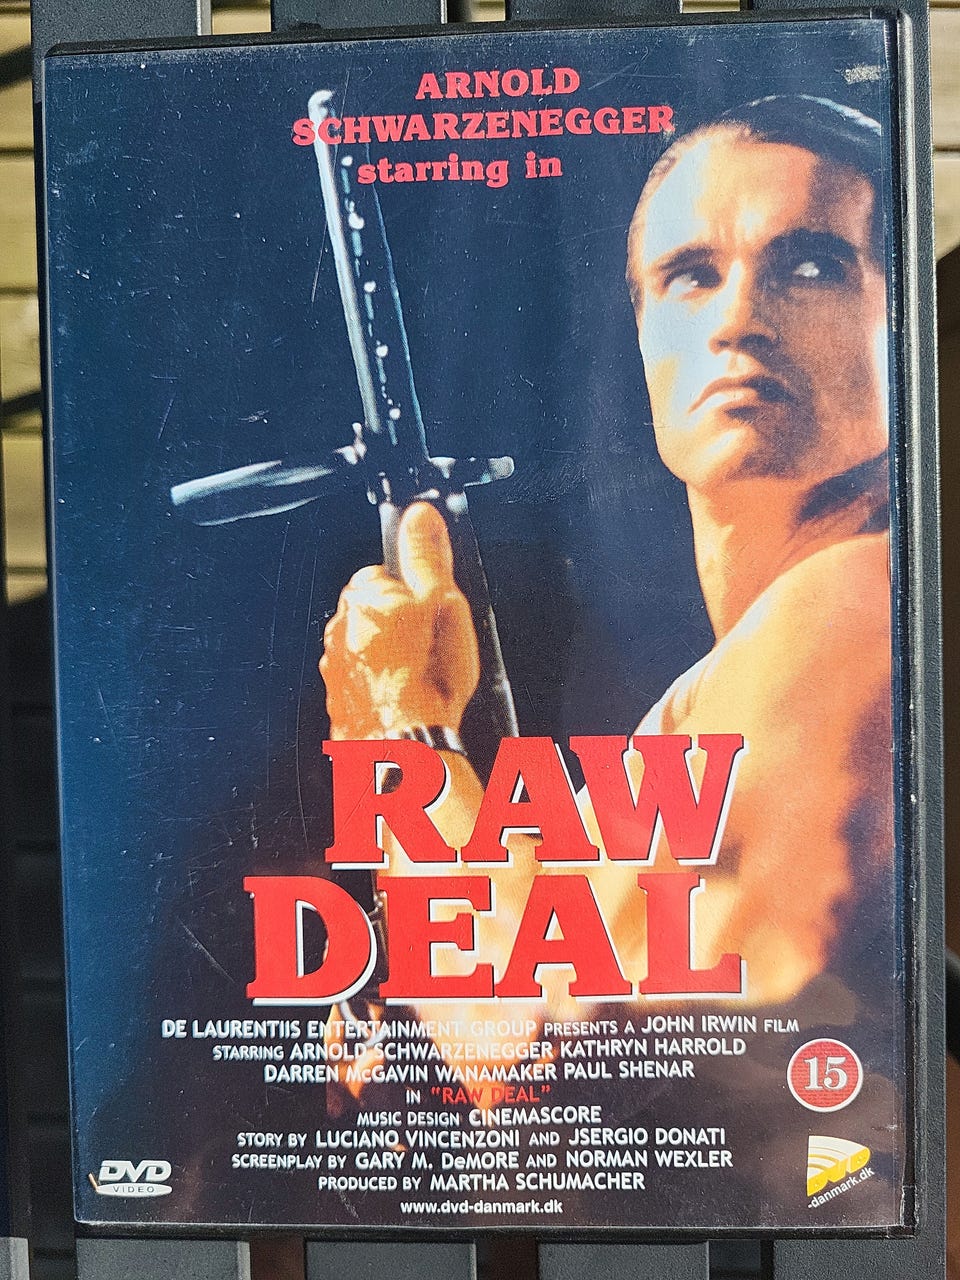 ARNOLD
SCHWARZENEGGER
starring in
RAW
DEAL
DE LAURENTIIS ENTERTAINMENT GROUP PRESENTS A JOHN IRWIN FILM
STARRING ARNOLD SCHWARZENEGGER KATHRYN HARROLD
DARREN McGAVIN WANAMAKER PAUL SHENAR
IN "RAW DEAL"
MUSIC DESIGN CINEMASCORE
STORY BY LUCIANO VINCENZONI AND JSERGIO DONATI
SCREENPLAY BY GARY M. DeMORE AND NORMAN WEXLER
PRODUCED BY MARTHA SCHUMACHER
www.dvd-danmark.dk
15
DVD
VIDEO
DVD
-danmark.dk